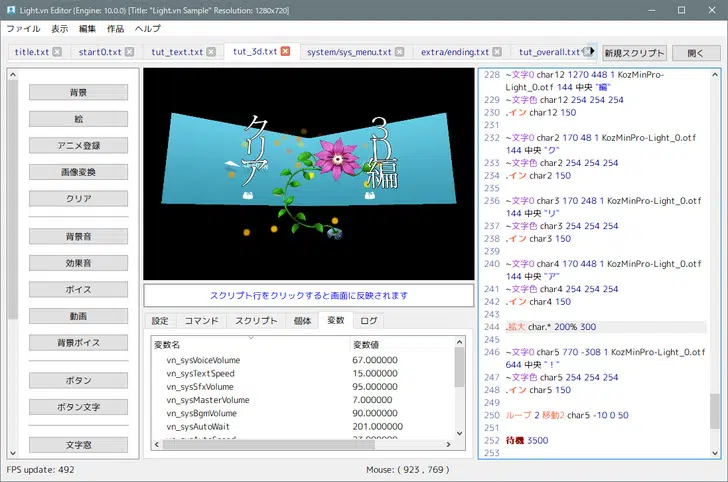 Light.vn Editor (Engine: 10.0.0) [Title: "Light.vn Sample" Resolution: 1280x720]
ファイル 表示 編集 作品 ヘルプ
title.txt start0.txt tut_text.txt tut_3d.txt system/sys_menu.txt extra/ending.txt tut_overall.txt 新規スクリプト 開く
背景
絵
アニメ登録
画像変換
クリア
背景音
効果音
ボイス
動画
背景ボイス
ボタン
ボタン文字
文字窓
3D編
クリア
スクリプト行をクリックすると画面に反映されます
設定 コマンド スクリプト 個体 変数 ログ
変数名 変数値
vn_sysVoiceVolume 67.000000
vn_sysTextSpeed 15.000000
vn_sysSfxVolume 95.000000
vn_sysMasterVolume 7.000000
vn_sysBgmVolume 90.000000
vn_sysAutoWait 201.000000
228 ~文字0 char12 1270 448 1 KozMinPro-
Light_0.otf 144 中央 "編"
229 ~文字色 char12 254 254 254
230 .イン char12 150
231
232 ~文字0 char2 170 48 1 KozMinPro-Light_0.otf
144 中央 "ク"
233 ~文字色 char2 254 254 254
234 .イン char2 150
235
236 ~文字0 char3 170 248 1 KozMinPro-Light_0.otf
144 中央 "リ"
237 ~文字色 char3 254 254 254
238 .イン char3 150
239
240 ~文字0 char4 170 448 1 KozMinPro-Light_0.otf
144 中央 "ア"
241 ~文字色 char4 254 254 254
242 .イン char4 150
243
244 .拡大 char.* 200% 300
245
246 ~文字0 char5 770 -308 1 KozMinPro-Light_0.otf
644 中央 "！"
247 ~文字色 char5 254 254 254
248 .イン char5 150
249
250 ループ 2 移動2 char5 -10 0 50
251
252 待機 3500
253
FPS update: 492 Mouse: ( 923 , 769 )